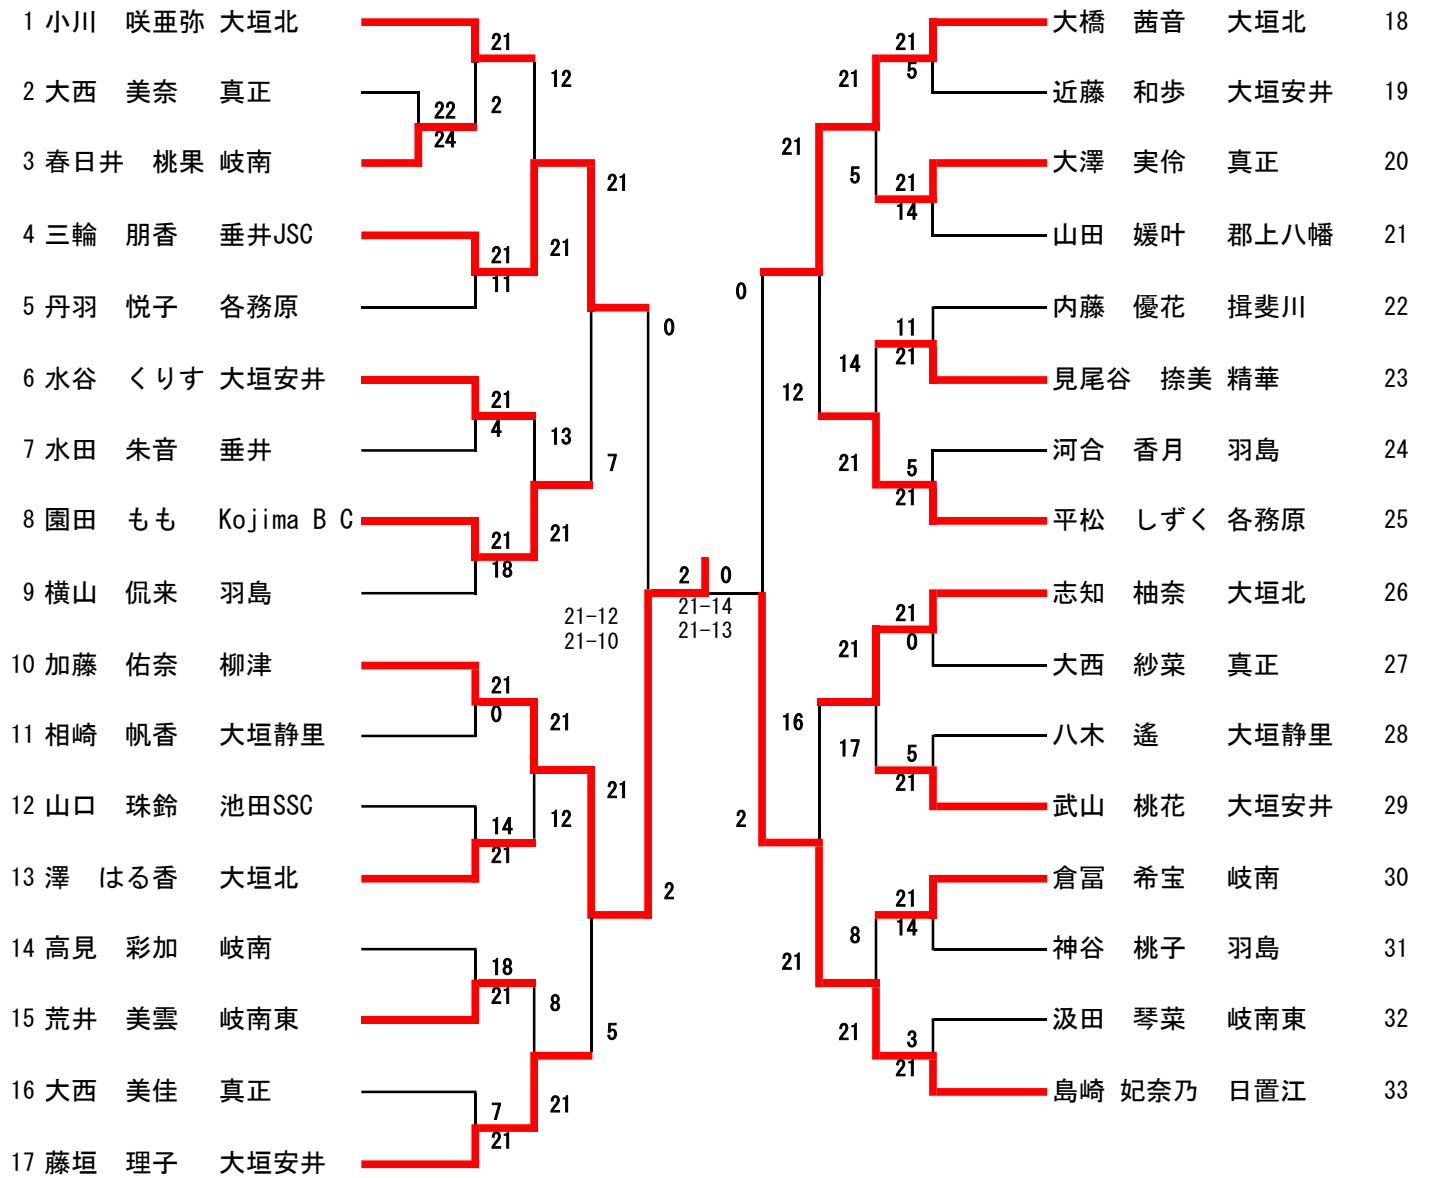 1 小川　咲亜弥 大垣北
2 大西　美奈　真正
3 春日井　桃果 岐南
4 三輪　朋香　垂井JSC
5 丹羽　悦子　各務原
6 水谷　くりす 大垣安井
7 水田　朱音　垂井
8 園田　もも　Kojima B C
9 横山　侃来　羽島
10 加藤　佑奈　柳津
11 相崎　帆香　大垣静里
12 山口　珠鈴　池田SSC
13 澤　はる香　大垣北
14 高見　彩加　岐南
15 荒井　美雲　岐南東
16 大西　美佳　真正
17 藤垣　理子　大垣安井
21
2
22
24
21
11
21
4
21
18
21
0
14
21
18
21
7
21
12
21
13
21
21
12
8
21
21
7
21
5
0
2
21-12
21-10
2 0
21-14
21-13
0
2
21
12
16
21
21
5
14
21
21
17
8
21
21
5
21
14
11
21
5
21
21
0
5
21
21
14
3
21
大橋　茜音　大垣北 18
近藤　和歩　大垣安井 19
大澤　実伶　真正 20
山田　媛叶　郡上八幡 21
内藤　優花　揖斐川 22
見尾谷　捺美 精華 23
河合　香月　羽島 24
平松　しずく 各務原 25
志知　柚奈　大垣北 26
大西　紗菜　真正 27
八木　遙　大垣静里 28
武山　桃花　大垣安井 29
倉冨　希宝　岐南 30
神谷　桃子　羽島 31
汲田　琴菜　岐南東 32
島崎 妃奈乃　日置江 33